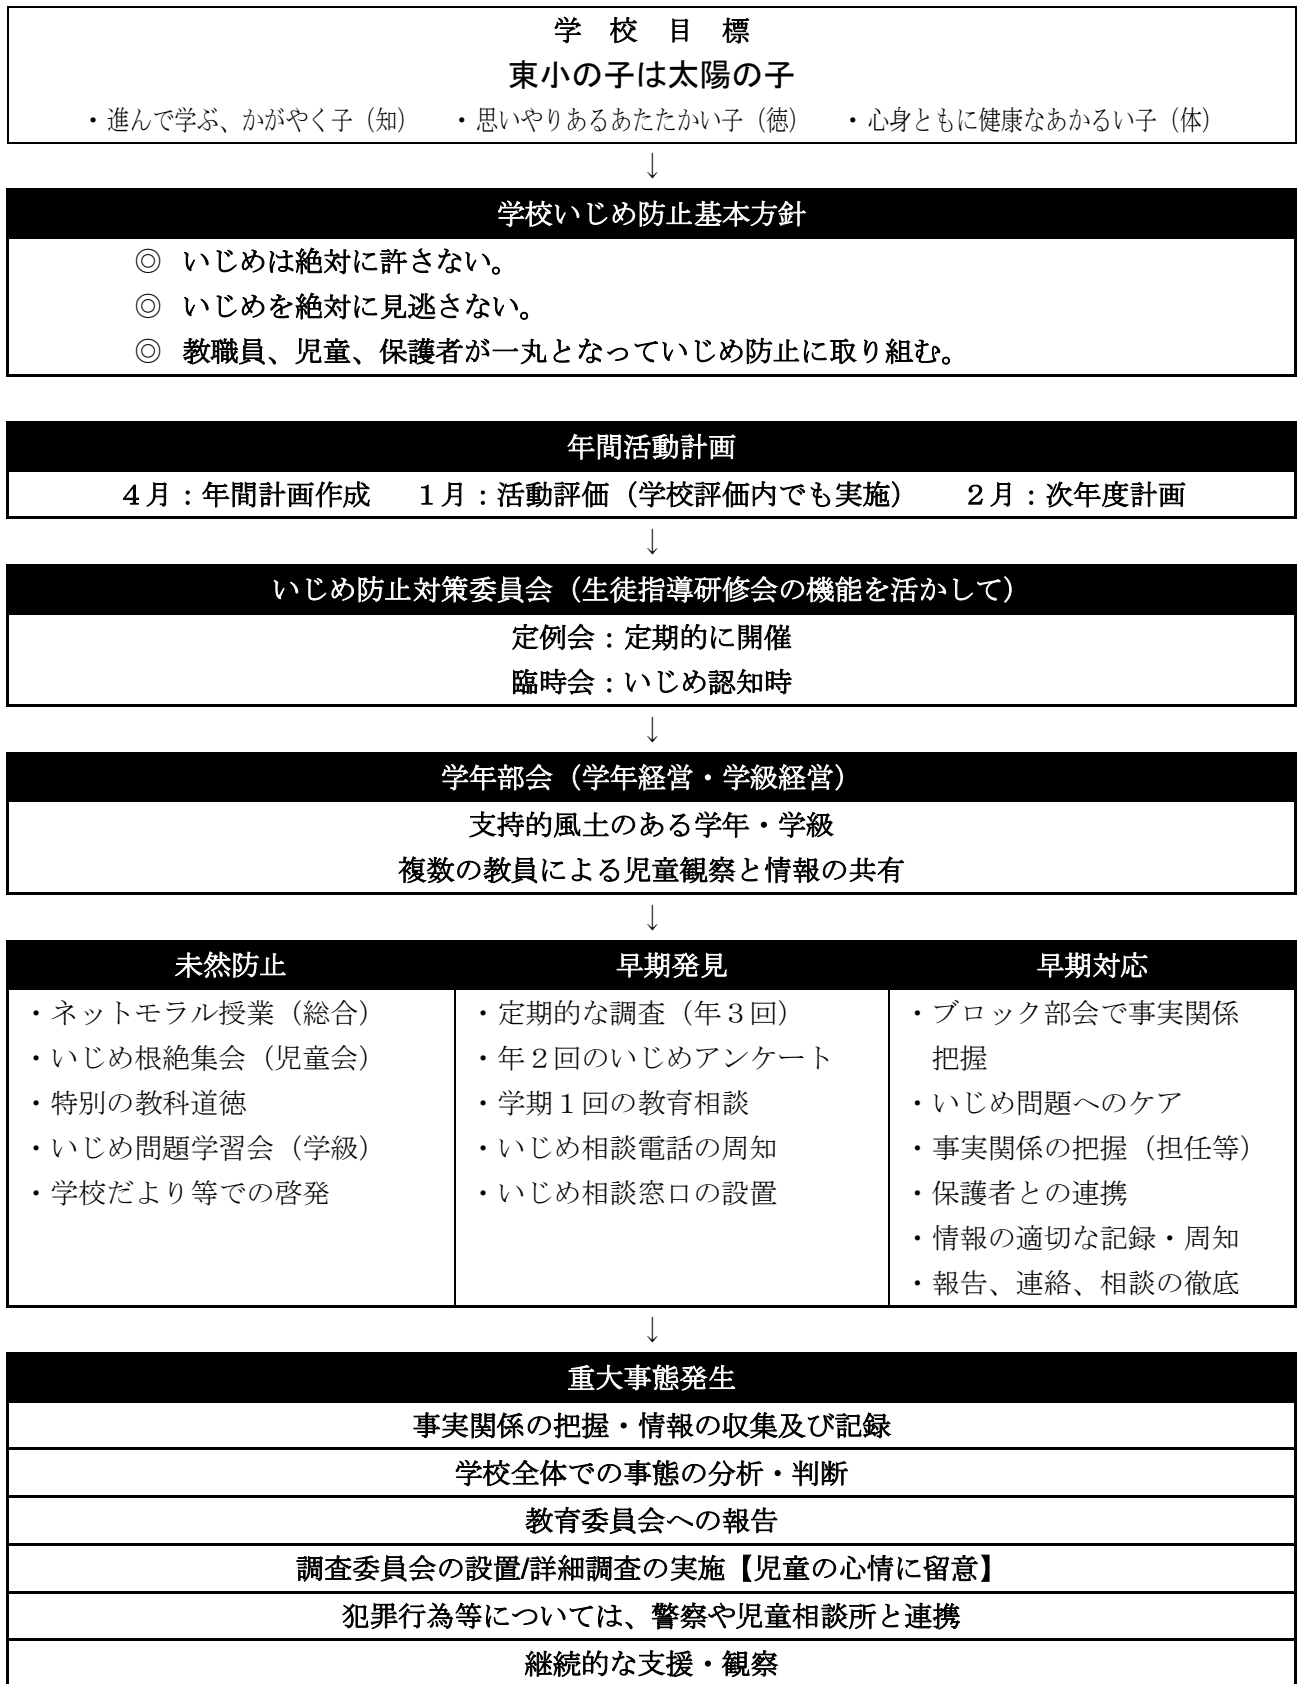 学　校　目　標
東小の子は太陽の子
・進んで学ぶ、かがやく子（知）　・思いやりあるあたたかい子（徳）　・心身ともに健康なあかるい子（体）
↓
学校いじめ防止基本方針
◎　いじめは絶対に許さない。
◎　いじめを絶対に見逃さない。
◎　教職員、児童、保護者が一丸となっていじめ防止に取り組む。
年間活動計画
４月：年間計画作成　１月：活動評価（学校評価内でも実施）　２月：次年度計画
↓
いじめ防止対策委員会（生徒指導研修会の機能を活かして）
定例会：定期的に開催
臨時会：いじめ認知時
↓
学年部会（学年経営・学級経営）
支持的風土のある学年・学級
複数の教員による児童観察と情報の共有
↓
未然防止
・ネットモラル授業（総合）
・いじめ根絶集会（児童会）
・特別の教科道徳
・いじめ問題学習会（学級）
・学校だより等での啓発
早期発見
・定期的な調査（年３回）
・年２回のいじめアンケート
・学期１回の教育相談
・いじめ相談電話の周知
・いじめ相談窓口の設置
早期対応
・ブロック部会で事実関係
把握
・いじめ問題へのケア
・事実関係の把握（担任等）
・保護者との連携
・情報の適切な記録・周知
・報告、連絡、相談の徹底
↓
重大事態発生
事実関係の把握・情報の収集及び記録
学校全体での事態の分析・判断
教育委員会への報告
調査委員会の設置/詳細調査の実施【児童の心情に留意】
犯罪行為等については、警察や児童相談所と連携
継続的な支援・観察